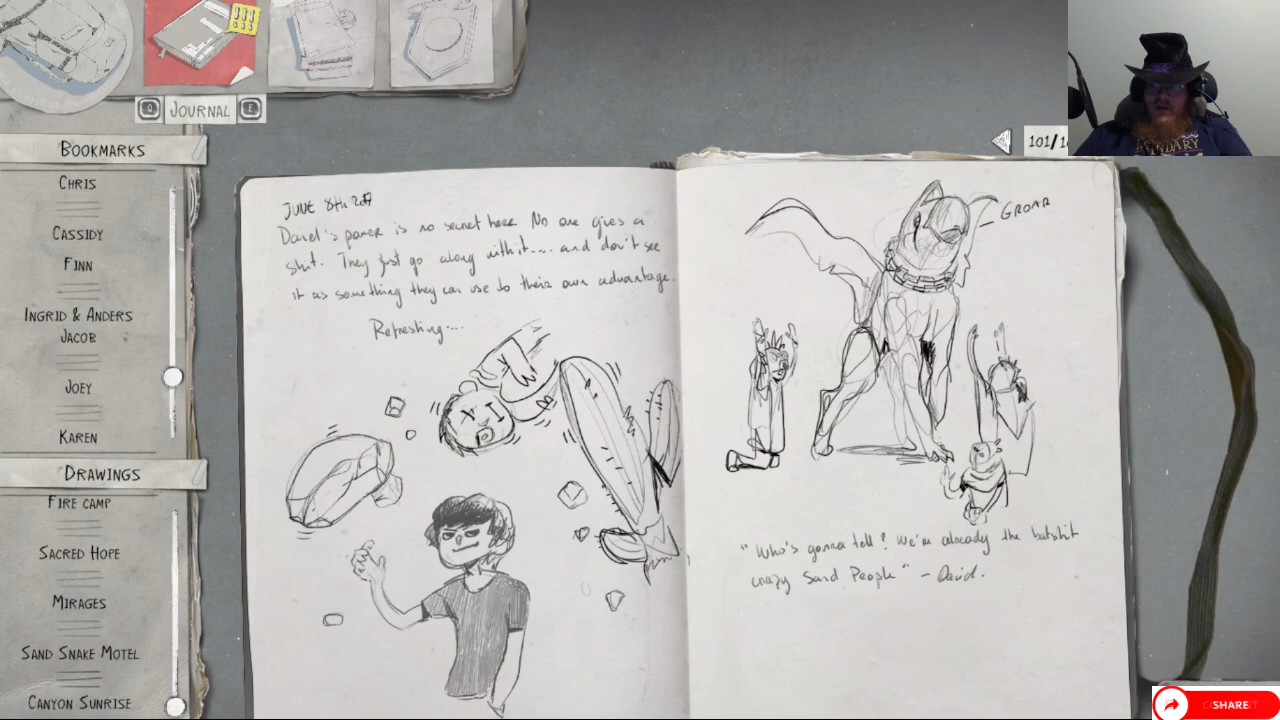 JOURNAL
BOOKMARKS
CHRIS
CASSIDY
FINN
INGRID & ANDERS
JACOB
JOEY
KAREN
DRAWINGS
FIRE CAMP
SACRED HOPE
MIRAGES
SAND SNAKE MOTEL
CANYON SUNRISE
JUNE 8th
Daniel's power is no secret here No one gives a
shit. They just go along with it.... and don't see
it as something they can use to their own advantage.
Refreshing....
101/
GROAR
"Who's gonna tell? We're already the batshit
crazy Sand People" - David.
SHARE